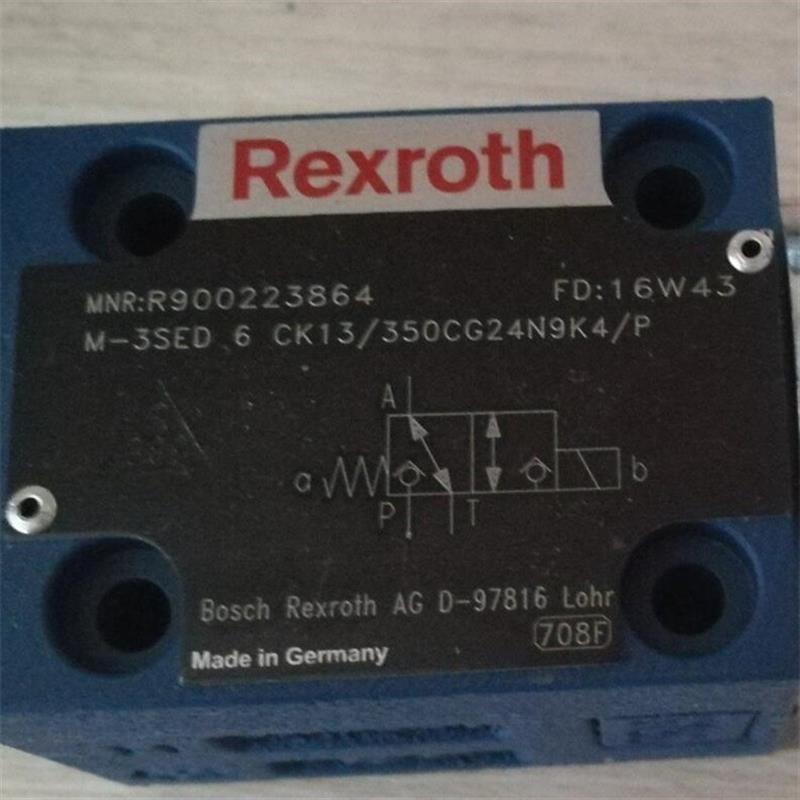 Rexroth
MNR:R900223864 FD:16W43
M-3SED 6 CK13/350CG24N9K4/P
A
a b
P T
Bosch Rexroth AG D-97816 Lohr
708F
Made in Germany